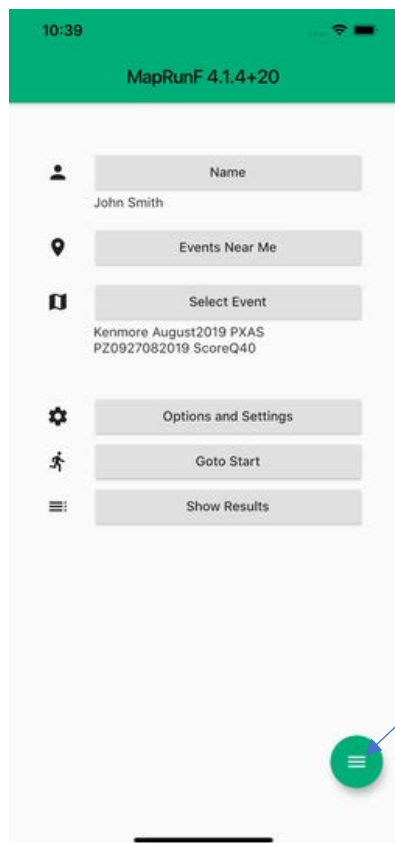 10:39
MapRunF 4.1.4+20
Name
John Smith
Events Near Me
Select Event
Kenmore August2019 PXAS
PZ0927082019 ScoreQ40
Options and Settings
Goto Start
Show Results